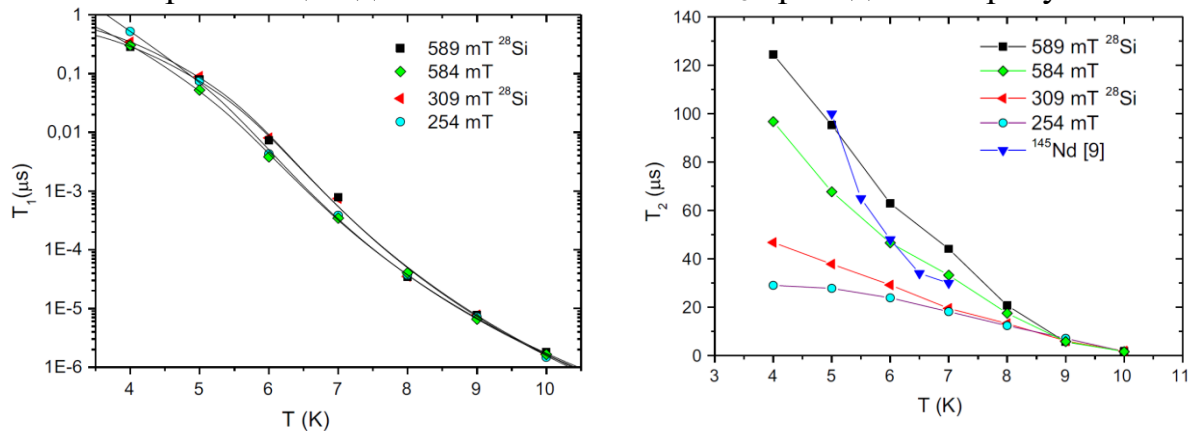 1
0,1
0,01
1E-3
1E-4
1E-5
1E-6
T₁(μs)
4 5 6 7 8 9 10
T (K)
589 mT ²⁸Si
584 mT
309 mT ²⁸Si
254 mT
140
120
100
80
60
40
20
0
T₂(μs)
3 4 5 6 7 8 9 10 11
T (K)
589 mT ²⁸Si
584 mT
309 mT ²⁸Si
254 mT
¹⁴⁵Nd [9]